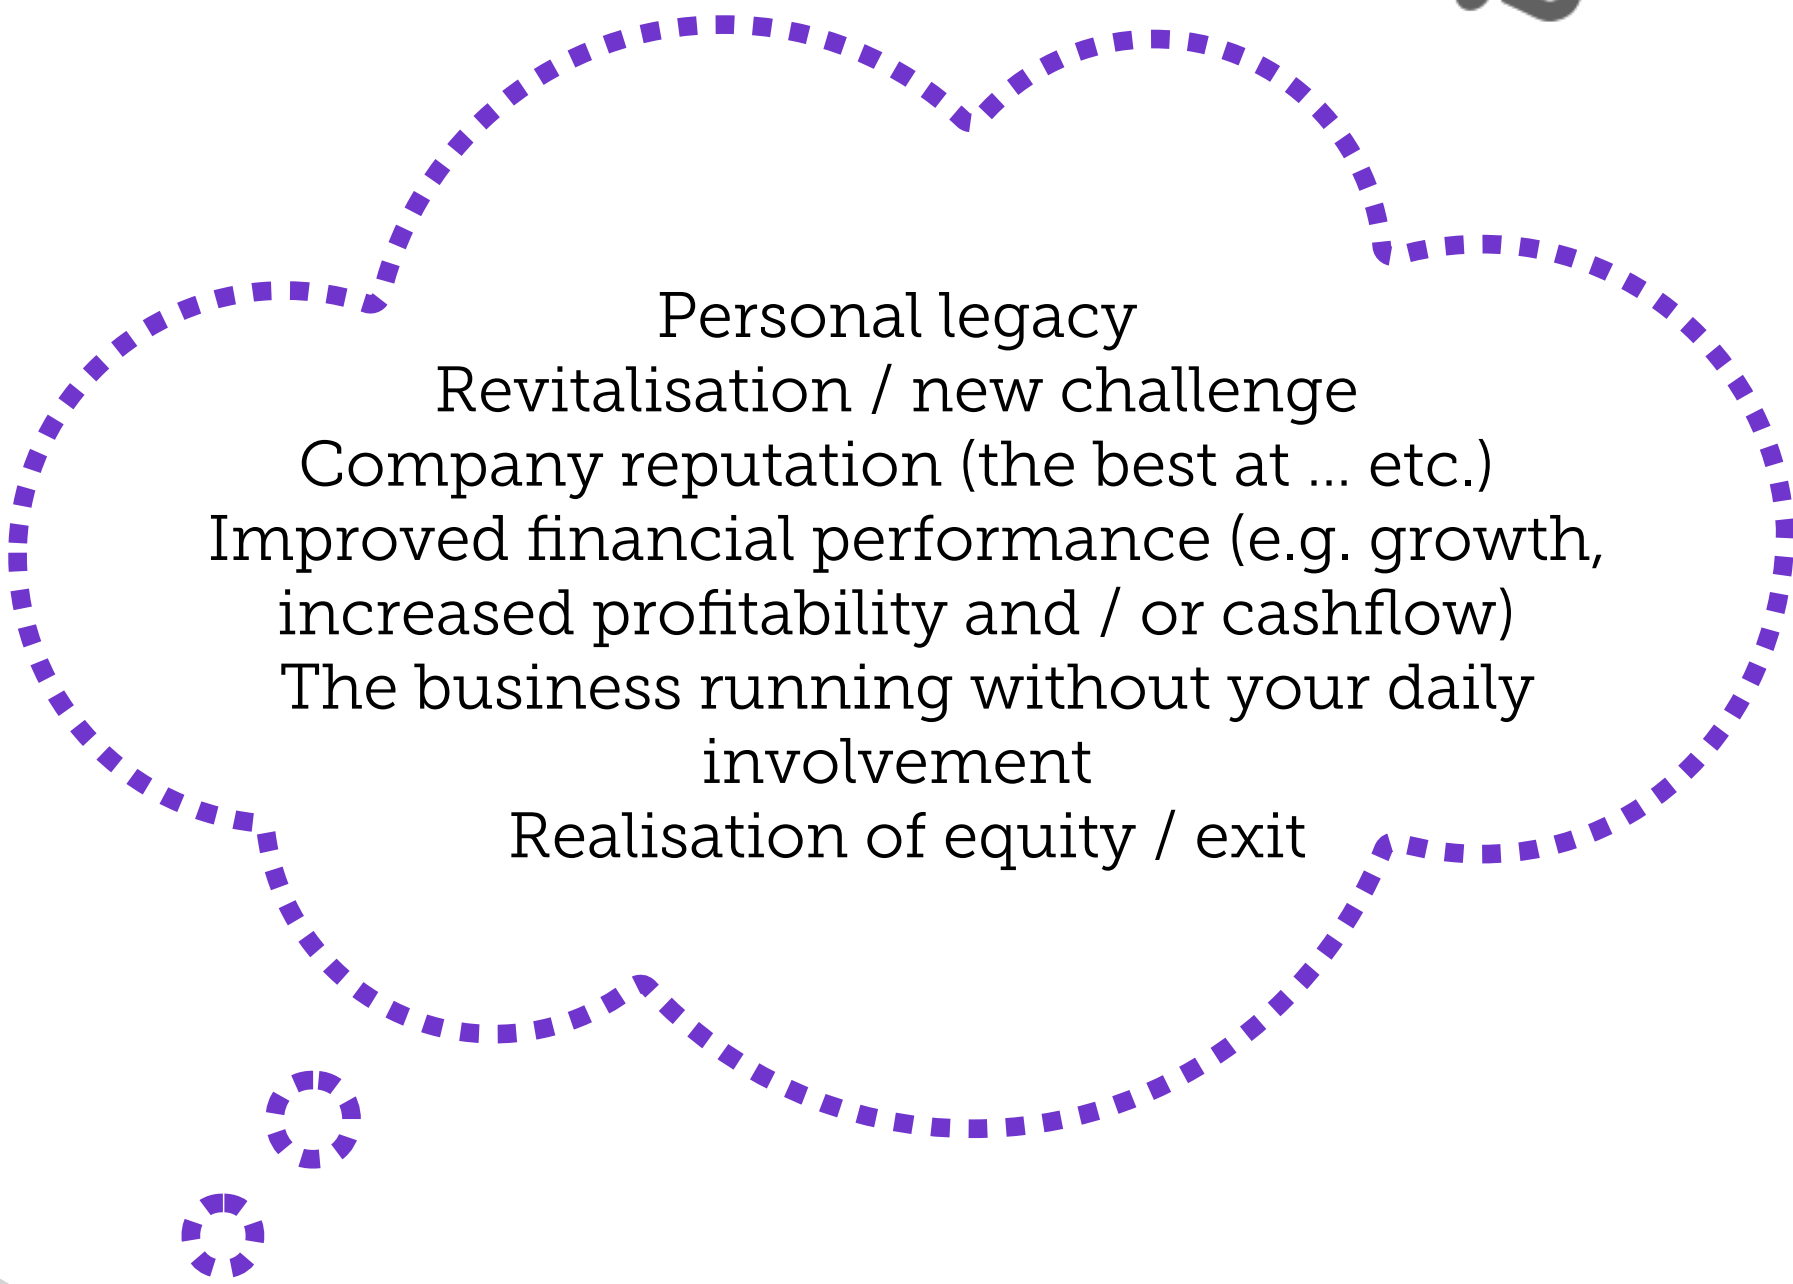 Personal legacy
Revitalisation / new challenge
Company reputation (the best at ... etc.)
Improved financial performance (e.g. growth,
increased profitability and / or cashflow)
The business running without your daily
involvement
Realisation of equity / exit